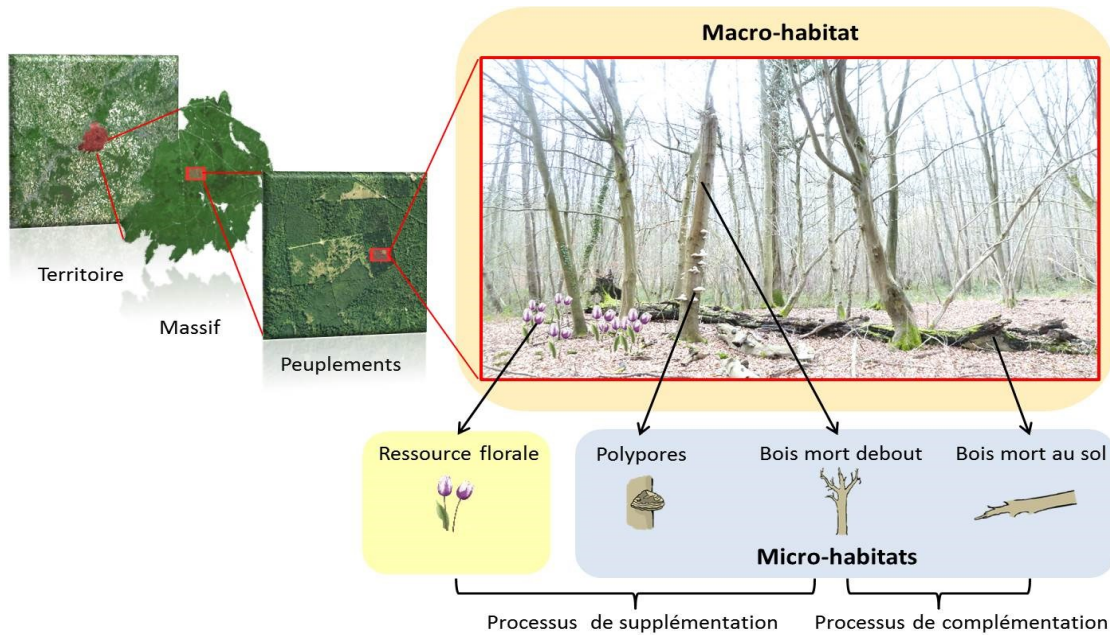 Macro-habitat
Territoire
Massif
Peuplements
Ressource florale
Polypores
Bois mort debout
Bois mort au sol
Micro-habitats
Processus de supplémentation
Processus de complémentation